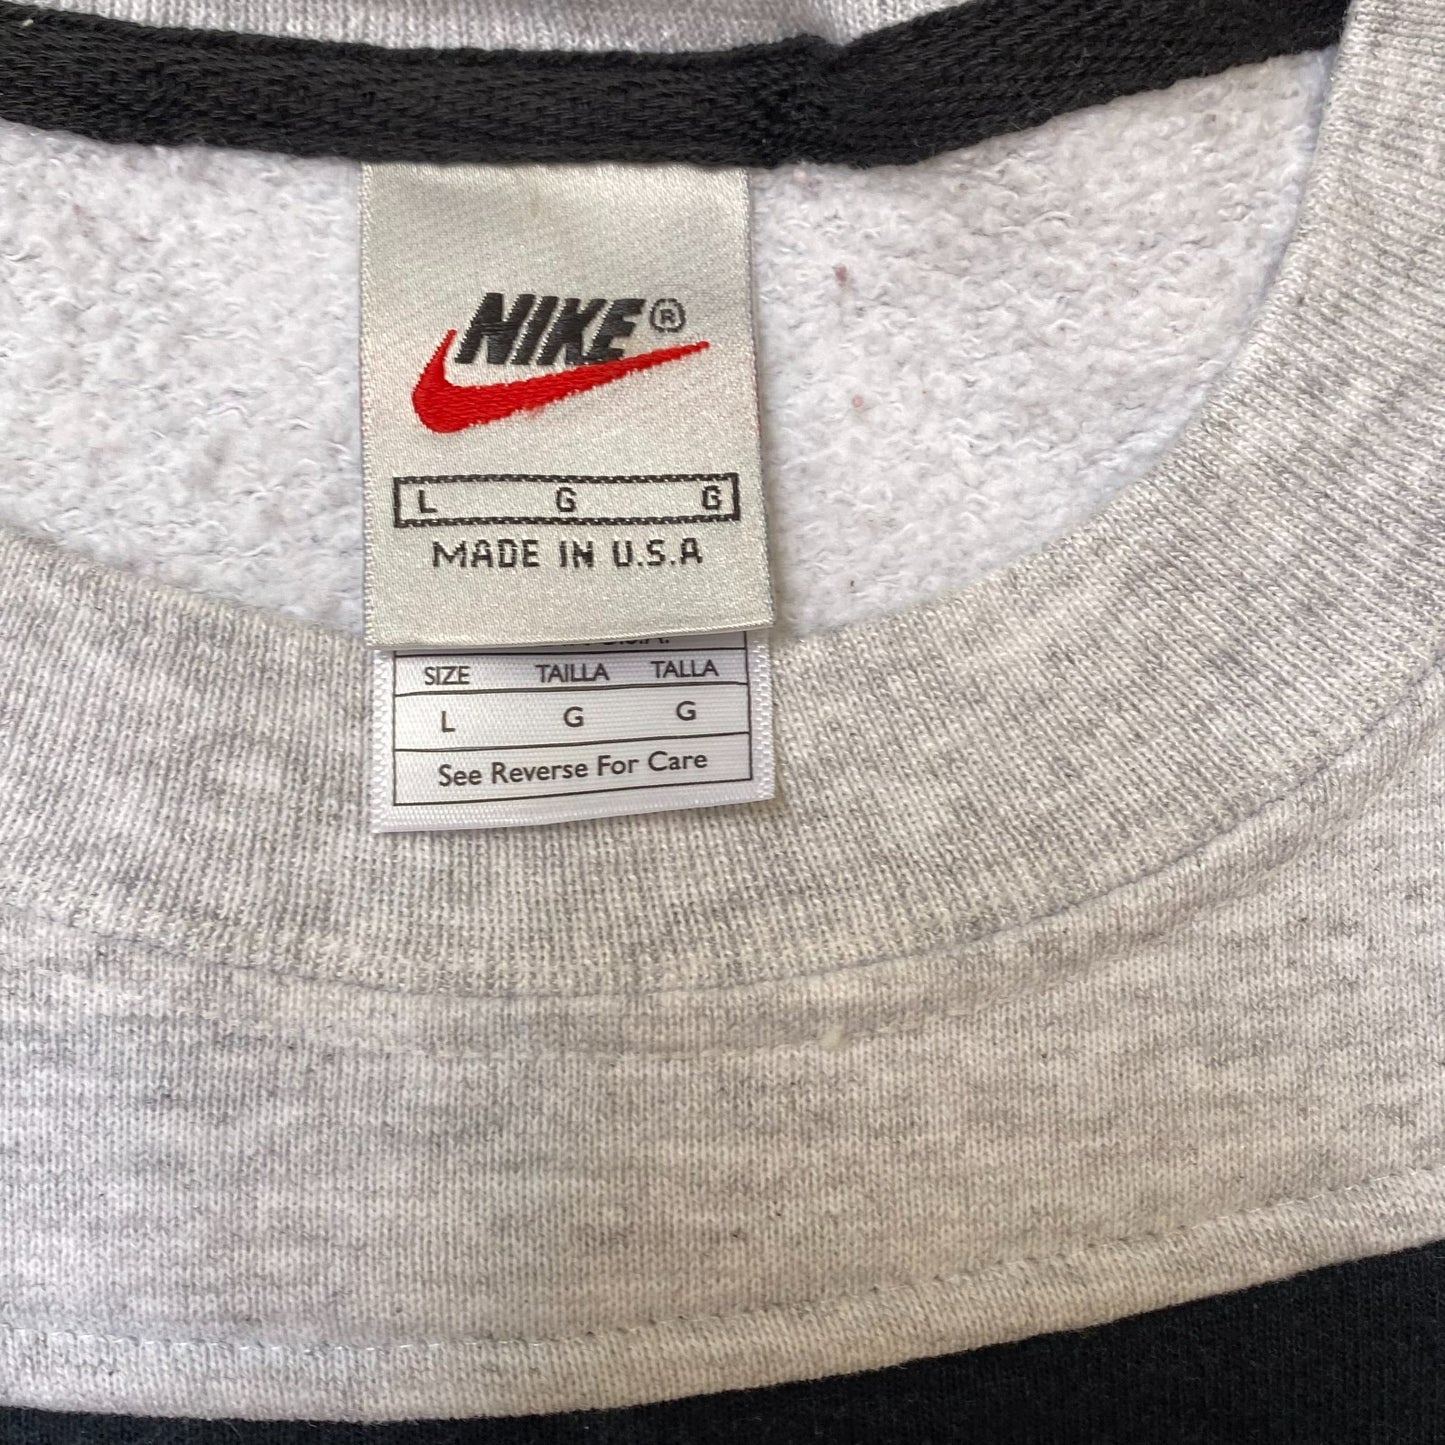 NIKE®
L G G
MADE IN U.S.A
U.S.A.
SIZE TAILLA TALLA
L G G
See Reverse For Care